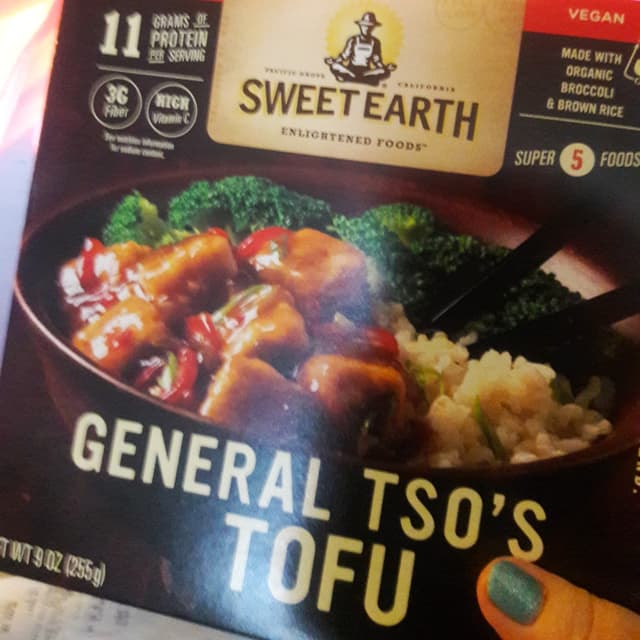 11
GRAMS OF
PROTEIN
PER SERVING
3G
Fiber
HIGH
Vitamin C
PACIFIC GROVE CALIFORNIA
SWEET EARTH
ENLIGHTENED FOODS™
VEGAN
MADE WITH
ORGANIC
BROCCOLI
& BROWN RICE
SUPER 5 FOODS
GENERAL TSO'S
TOFU
T WT 9 OZ (255g)